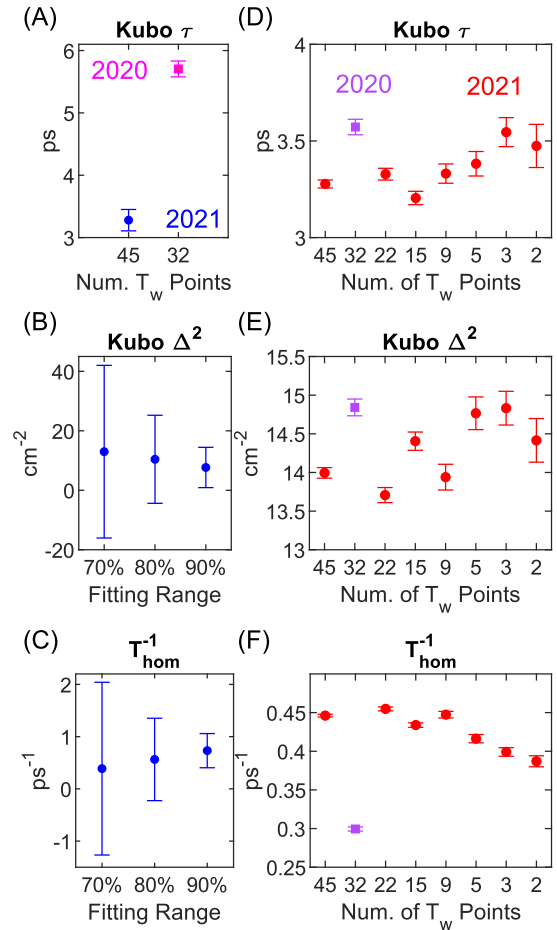 (A)
Kubo τ
6
5
4
3
ps
2020
2021
45 32
Num. T_w Points
(B)
Kubo Δ²
40
20
0
-20
cm⁻²
70% 80% 90%
Fitting Range
(C)
T_hom⁻¹
2
1
0
-1
ps⁻¹
70% 80% 90%
Fitting Range
(D)
Kubo τ
4
3.5
3
ps
2020
2021
45 32 22 15 9 5 3 2
Num. of T_w Points
(E)
Kubo Δ²
15.5
15
14.5
14
13.5
13
cm⁻²
45 32 22 15 9 5 3 2
Num. of T_w Points
(F)
T_hom⁻¹
0.45
0.4
0.35
0.3
0.25
ps⁻¹
45 32 22 15 9 5 3 2
Num. of T_w Points